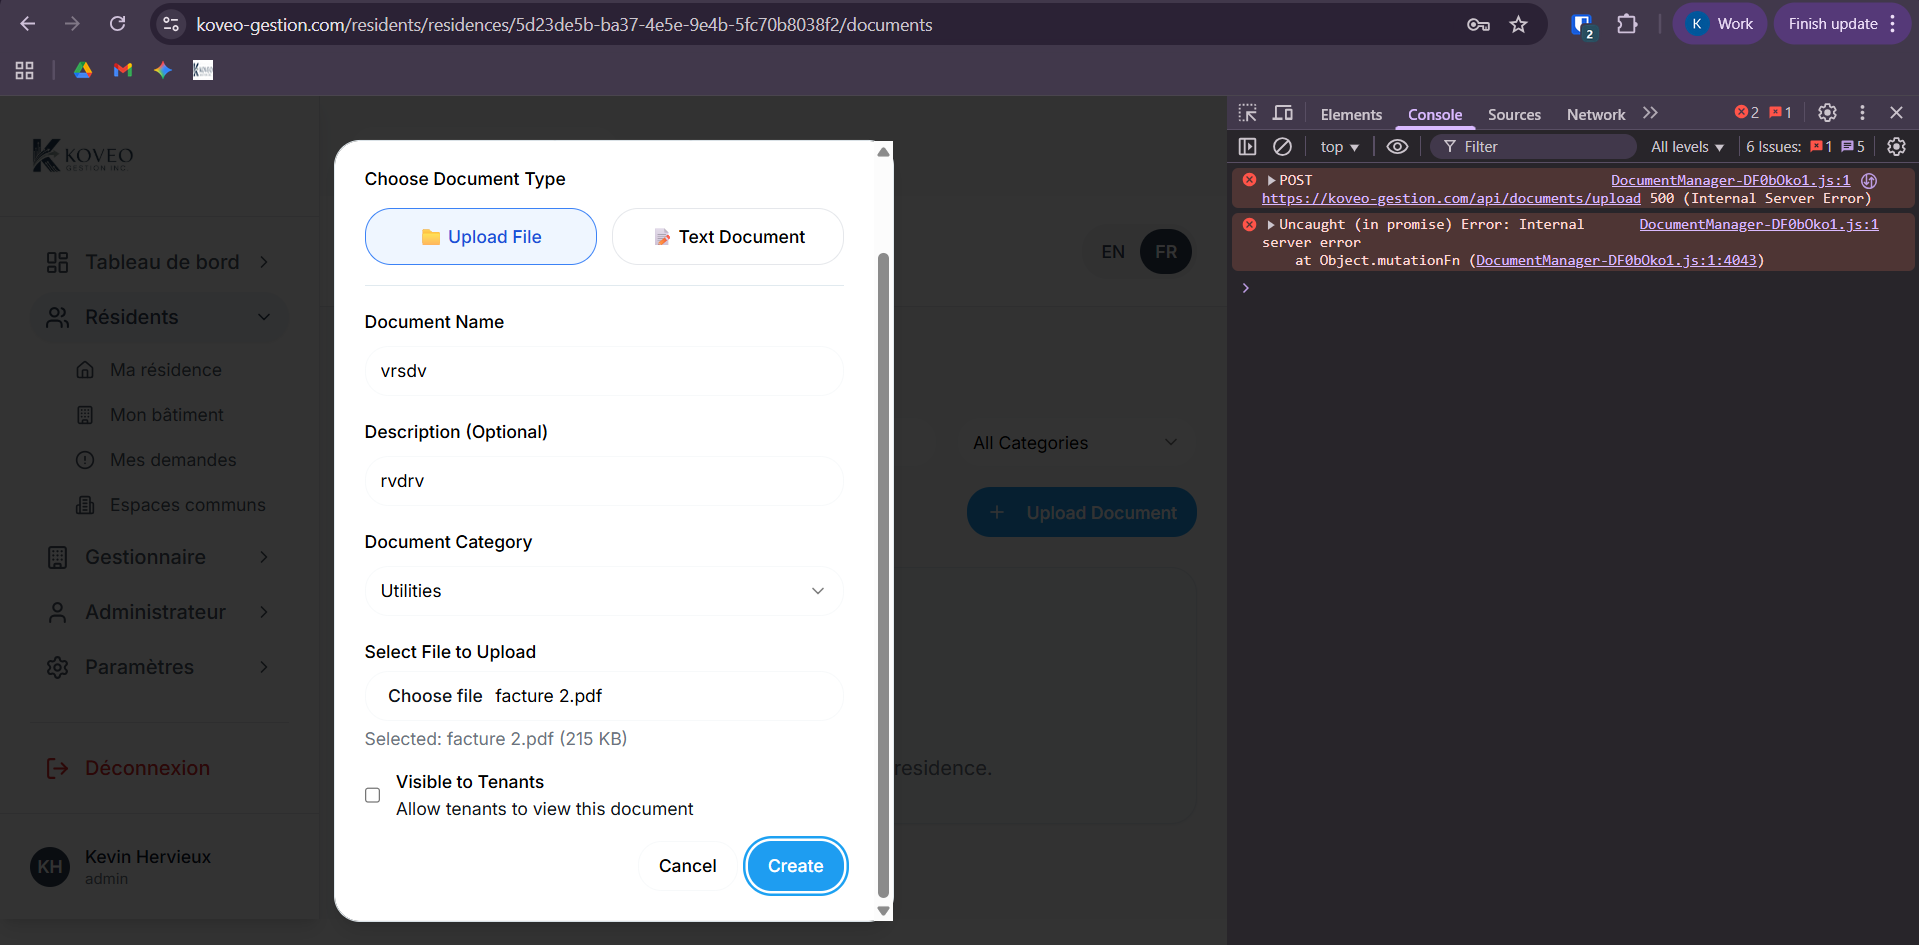 koveo-gestion.com/residents/residences/5d23de5b-ba37-4e5e-9e4b-5fc70b8038f2/documents
2
K Work
Finish update
KOVEO
GESTION INC.
Tableau de bord
Résidents
Ma résidence
Mon bâtiment
Mes demandes
Espaces communs
Gestionnaire
Administrateur
Paramètres
Déconnexion
KH
Kevin Hervieux
admin
Choose Document Type
Upload File
Text Document
Document Name
vrsdv
Description (Optional)
rvdrv
Document Category
Utilities
Select File to Upload
Choose file facture 2.pdf
Selected: facture 2.pdf (215 KB)
Visible to Tenants
Allow tenants to view this document
Cancel
Create
EN
FR
All Categories
+ Upload Document
residence.
Elements
Console
Sources
Network
2
1
top
Filter
All levels
6 Issues: 1 5
POST DocumentManager-DF0bOko1.js:1
https://koveo-gestion.com/api/documents/upload 500 (Internal Server Error)
Uncaught (in promise) Error: Internal DocumentManager-DF0bOko1.js:1
server error
at Object.mutationFn (DocumentManager-DF0bOko1.js:1:4043)